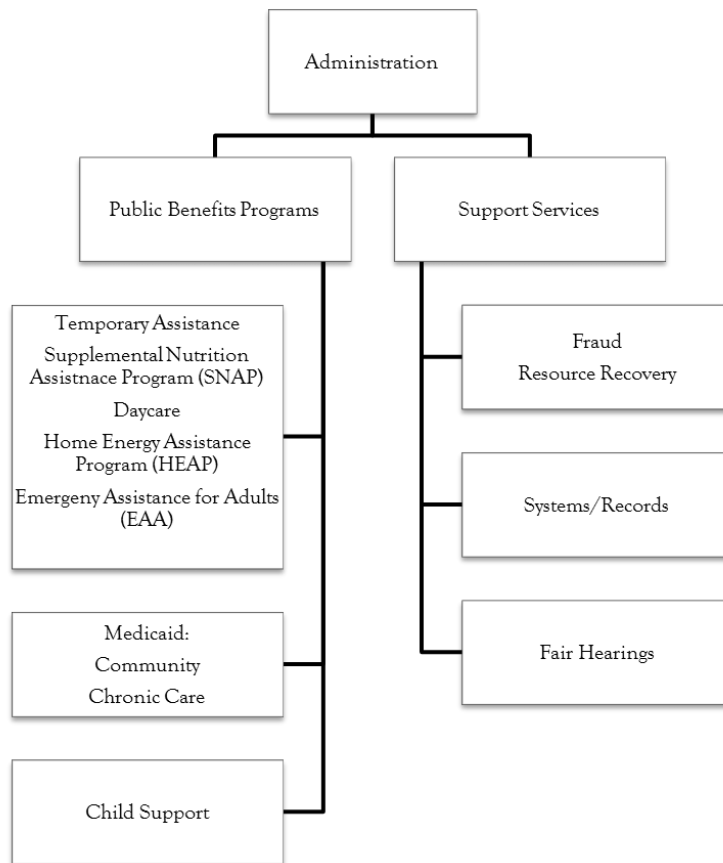 Administration
Public Benefits Programs
Support Services
Temporary Assistance
Supplemental Nutrition
Assistnace Program (SNAP)
Daycare
Home Energy Assistance
Program (HEAP)
Emergeny Assistance for Adults
(EAA)
Medicaid:
Community
Chronic Care
Child Support
Fraud
Resource Recovery
Systems/Records
Fair Hearings